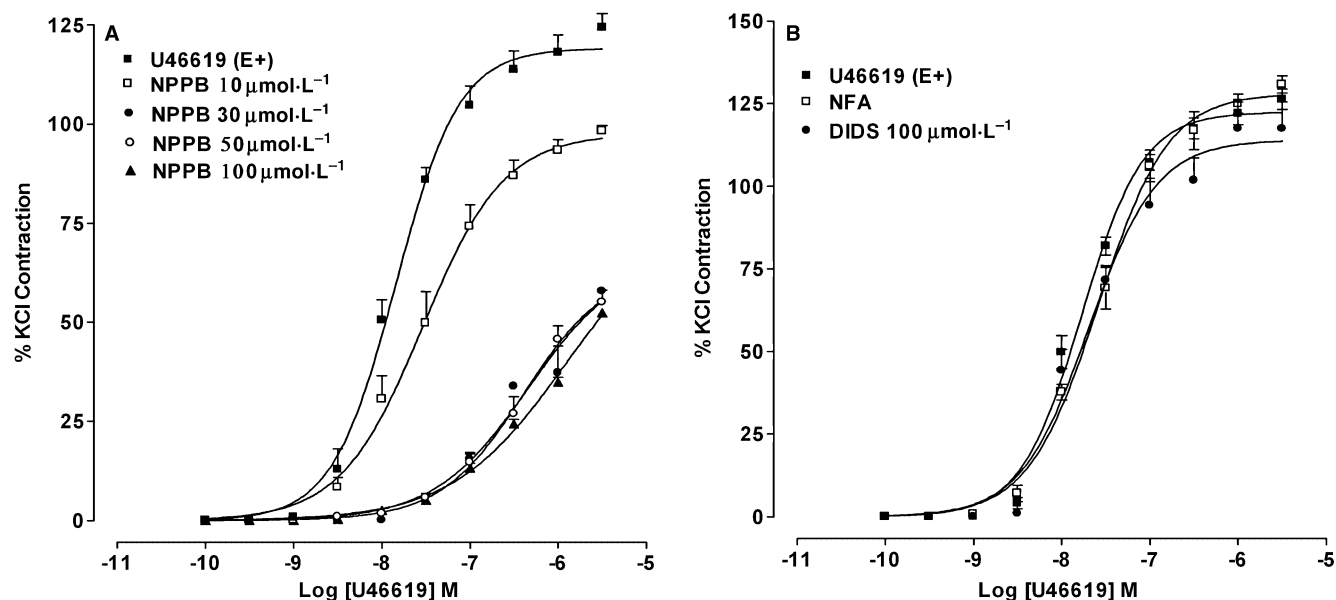 A
U46619 (E+)
NPPB 10 μmol·L⁻¹
NPPB 30 μmol·L⁻¹
NPPB 50 μmol·L⁻¹
NPPB 100 μmol·L⁻¹
% KCl Contraction
125
100
75
50
25
0
-11 -10 -9 -8 -7 -6 -5
Log [U46619] M
B
U46619 (E+)
NFA
DIDS 100 μmol·L⁻¹
% KCl Contraction
150
125
100
75
50
25
0
-11 -10 -9 -8 -7 -6 -5
Log [U46619] M